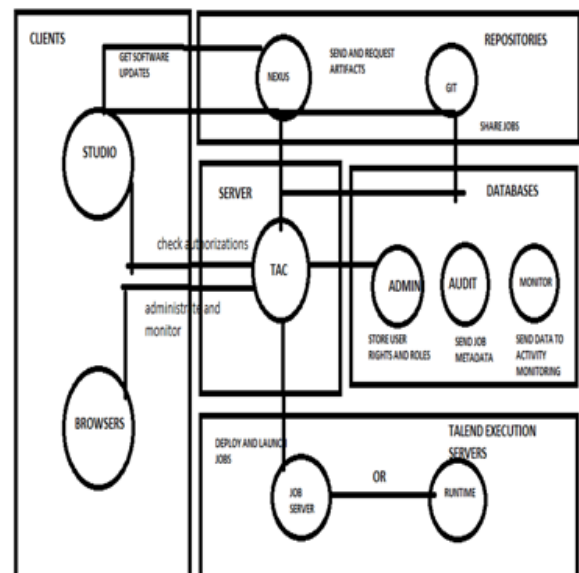 CLIENTS
GET SOFTWARE
UPDATES
STUDIO
check authorizations
administrate and
monitor
BROWSERS
REPOSITORIES
NEXUS
SEND AND REQUEST
ARTIFACTS
GIT
SHARE JOBS
SERVER
TAC
DATABASES
ADMIN
AUDIT
MONITOR
STORE USER
RIGHTS AND ROLES
SEND JOB
METADATA
SEND DATA TO
ACTIVITY
MONITORING
TALEND EXECUTION
SERVERS
DEPLOY AND LAUNCH
JOBS
JOB
SERVER
OR
RUNTIME